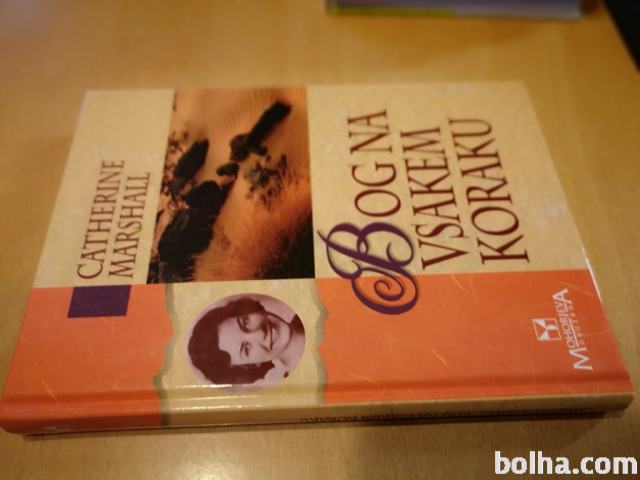 CATHERINE
MARSHALL
BOG NA
VSAKEM
KORAKU
MOHORJEVA
bolha.com